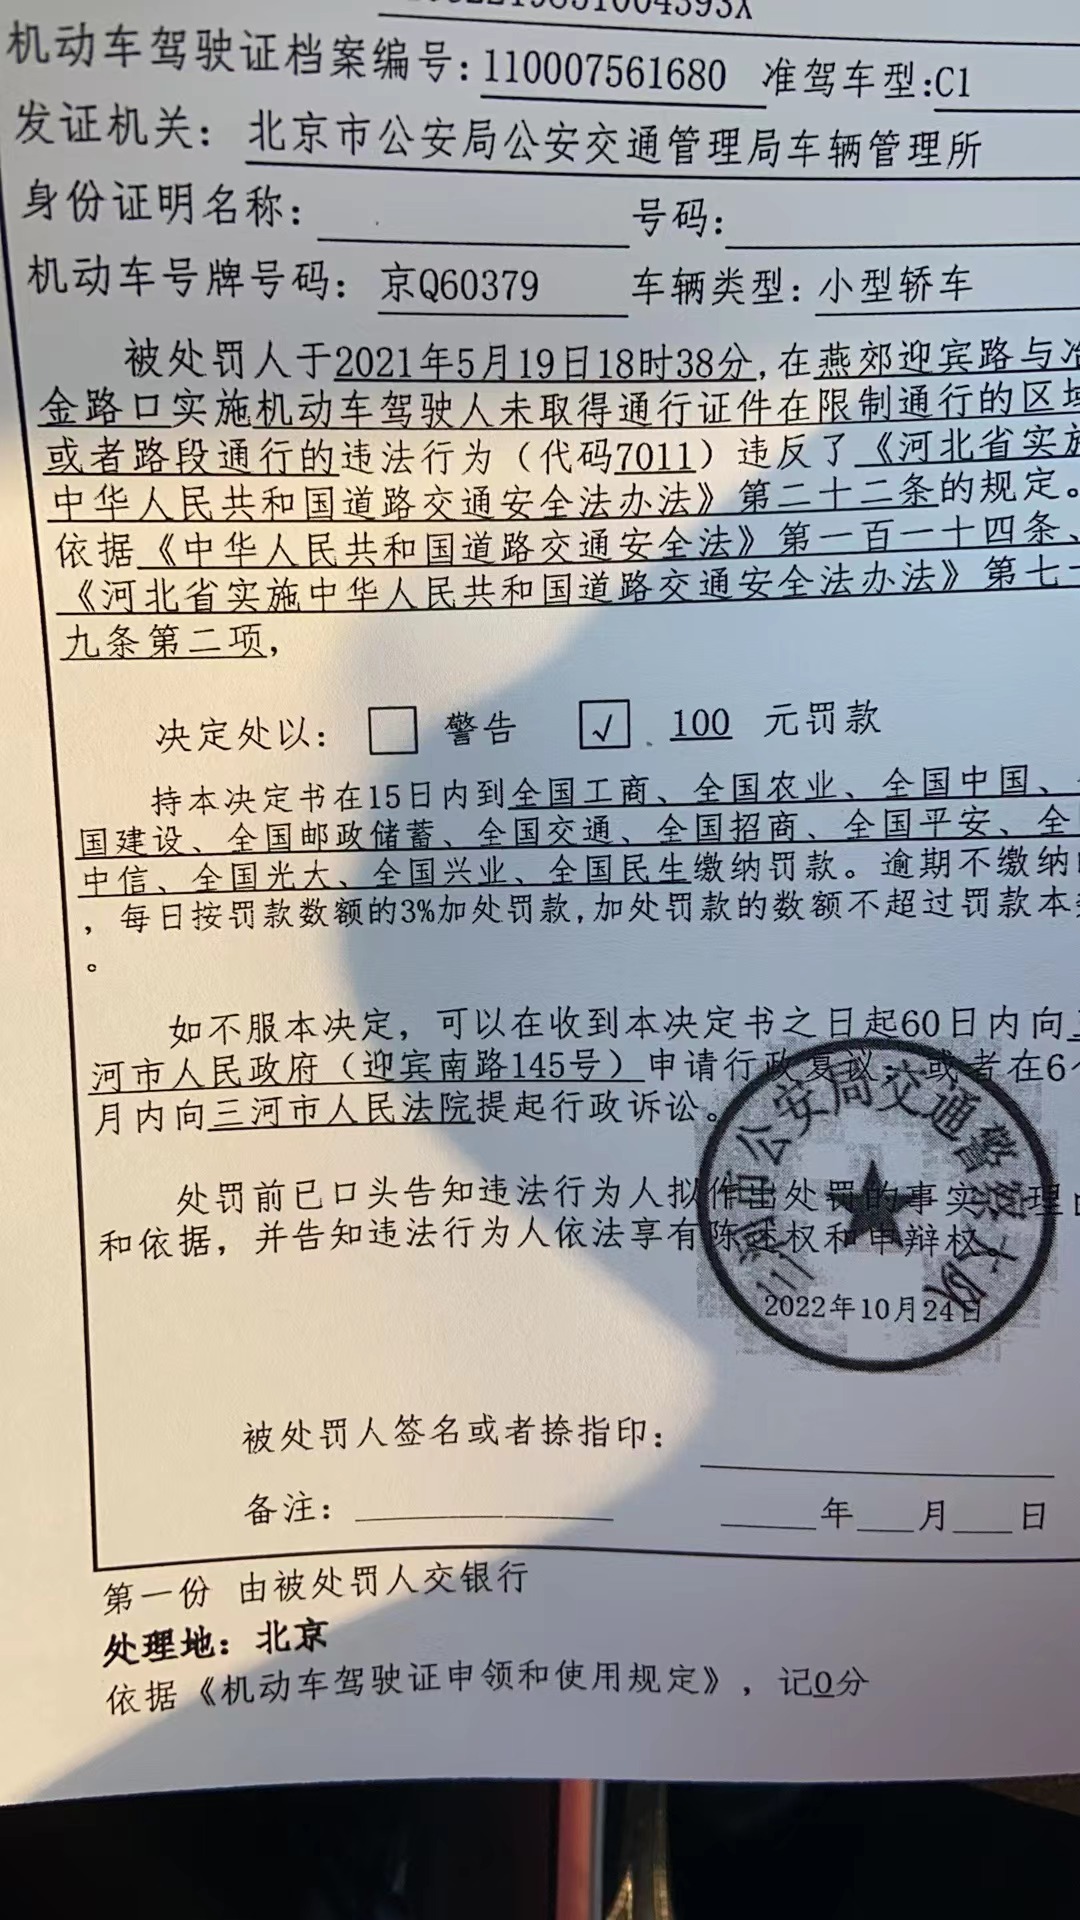 机动车驾驶证档案编号：110007561680 准驾车型：C1
发证机关：北京市公安局公安交通管理局车辆管理所
身份证明名称： 号码：
机动车号牌号码：京Q60379 车辆类型：小型轿车
被处罚人于2021年5月19日18时38分，在燕郊迎宾路与
金路口实施机动车驾驶人未取得通行证件在限制通行的区域
或者路段通行的违法行为（代码7011）违反了《河北省实施
中华人民共和国道路交通安全法办法》第二十二条的规定。
依据《中华人民共和国道路交通安全法》第一百一十四条、
《河北省实施中华人民共和国道路交通安全法办法》第七十
九条第二项，
决定处以：□ 警告 ☑ 100 元罚款
持本决定书在15日内到全国工商、全国农业、全国中国、
国建设、全国邮政储蓄、全国交通、全国招商、全国平安、全
中信、全国光大、全国兴业、全国民生缴纳罚款。逾期不缴纳
，每日按罚款数额的3%加处罚款，加处罚款的数额不超过罚款本
。
如不服本决定，可以在收到本决定书之日起60日内向
河市人民政府（迎宾南路145号）申请行政复议；或者在6个
月内向三河市人民法院提起行政诉讼。
处罚前已口头告知违法行为人拟作出处罚的事实、理由
和依据，并告知违法行为人依法享有陈述权和申辩权。
三河市公安局交通警察大队
2022年10月24日
被处罚人签名或者捺指印：
备注： 年 月 日
第一份 由被处罚人交银行
处理地：北京
依据《机动车驾驶证申领和使用规定》，记0分